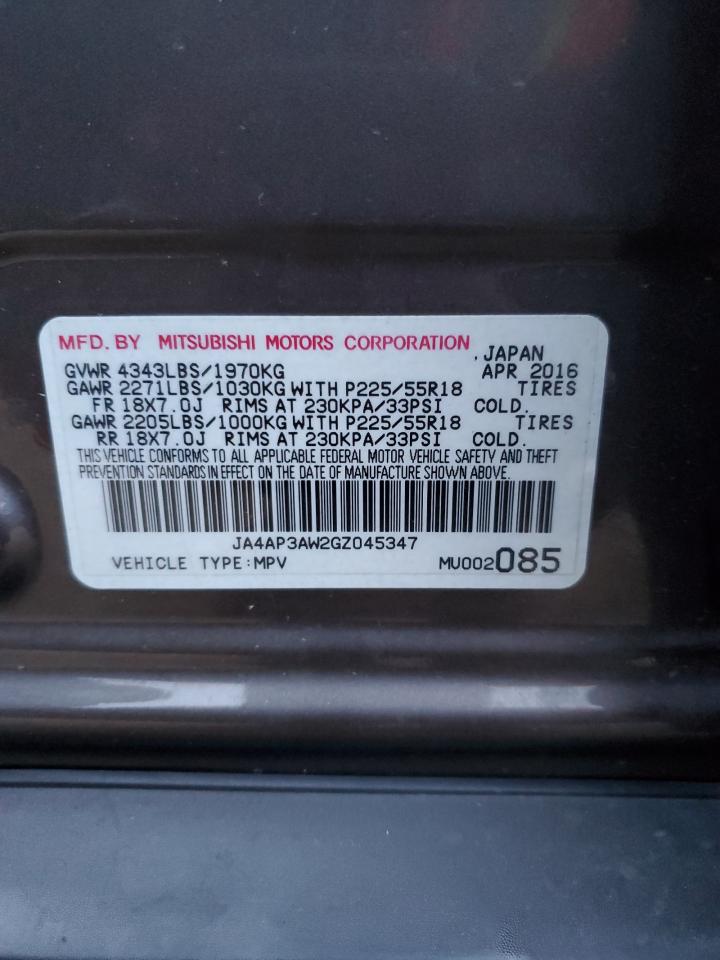 MFD. BY MITSUBISHI MOTORS CORPORATION
, JAPAN
GVWR 4343LBS/1970KG APR 2016
GAWR 2271LBS/1030KG WITH P225/55R18 TIRES
FR 18X7.0J RIMS AT 230KPA/33PSI COLD.
GAWR 2205LBS/1000KG WITH P225/55R18 TIRES
RR 18X7.0J RIMS AT 230KPA/33PSI COLD.
THIS VEHICLE CONFORMS TO ALL APPLICABLE FEDERAL MOTOR VEHICLE SAFETY AND THEFT
PREVENTION STANDARDS IN EFFECT ON THE DATE OF MANUFACTURE SHOWN ABOVE.
JA4AP3AW2GZ045347
VEHICLE TYPE:MPV MU002085